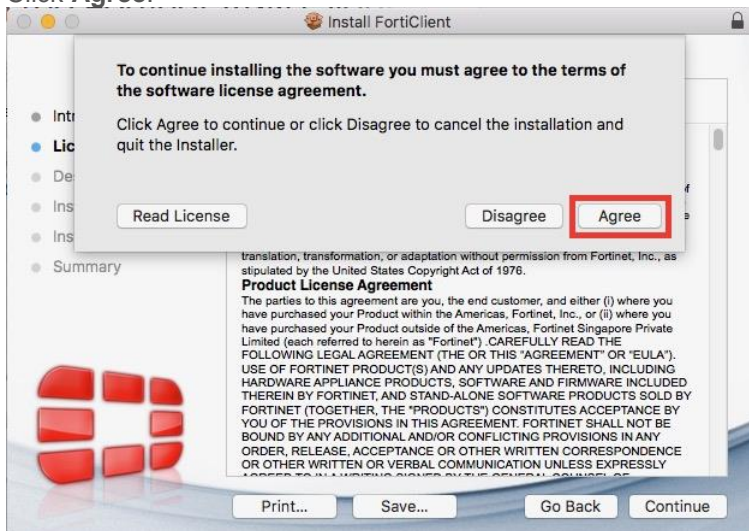 Click Agree.
Install FortiClient
To continue installing the software you must agree to the terms of
the software license agreement.
Click Agree to continue or click Disagree to cancel the installation and
quit the Installer.
Read License
Disagree
Agree
Intr
Lic
De
Ins
Ins
Summary
translation, transformation, or adaptation without permission from Fortinet, Inc., as
stipulated by the United States Copyright Act of 1976.
Product License Agreement
The parties to this agreement are you, the end customer, and either (i) where you
have purchased your Product within the Americas, Fortinet, Inc., or (ii) where you
have purchased your Product outside of the Americas, Fortinet Singapore Private
Limited (each referred to herein as "Fortinet") .CAREFULLY READ THE
FOLLOWING LEGAL AGREEMENT (THE OR THIS "AGREEMENT" OR "EULA").
USE OF FORTINET PRODUCT(S) AND ANY UPDATES THERETO, INCLUDING
HARDWARE APPLIANCE PRODUCTS, SOFTWARE AND FIRMWARE INCLUDED
THEREIN BY FORTINET, AND STAND-ALONE SOFTWARE PRODUCTS SOLD BY
FORTINET (TOGETHER, THE "PRODUCTS") CONSTITUTES ACCEPTANCE BY
YOU OF THE PROVISIONS IN THIS AGREEMENT. FORTINET SHALL NOT BE
BOUND BY ANY ADDITIONAL AND/OR CONFLICTING PROVISIONS IN ANY
ORDER, RELEASE, ACCEPTANCE OR OTHER WRITTEN CORRESPONDENCE
OR OTHER WRITTEN OR VERBAL COMMUNICATION UNLESS EXPRESSLY
Print...
Save...
Go Back
Continue